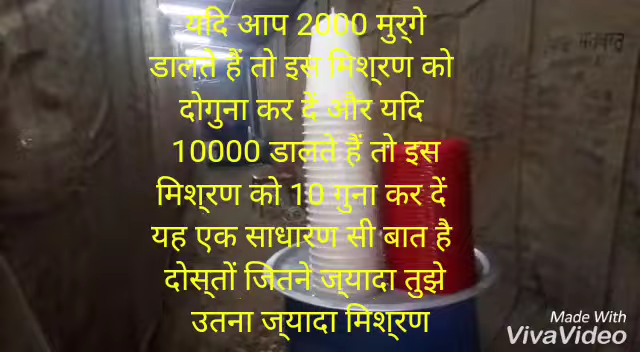 यदि आप 2000 मुर्गे
डालते हैं तो इस मिश्रण को
दोगुना कर दें और यदि
10000 डालते हैं तो इस
मिश्रण को 10 गुना कर दें
यह एक साधारण सी बात है
दोस्तों जितने ज्यादा तुझे
उतना ज्यादा मिश्रण
Made With
VivaVideo